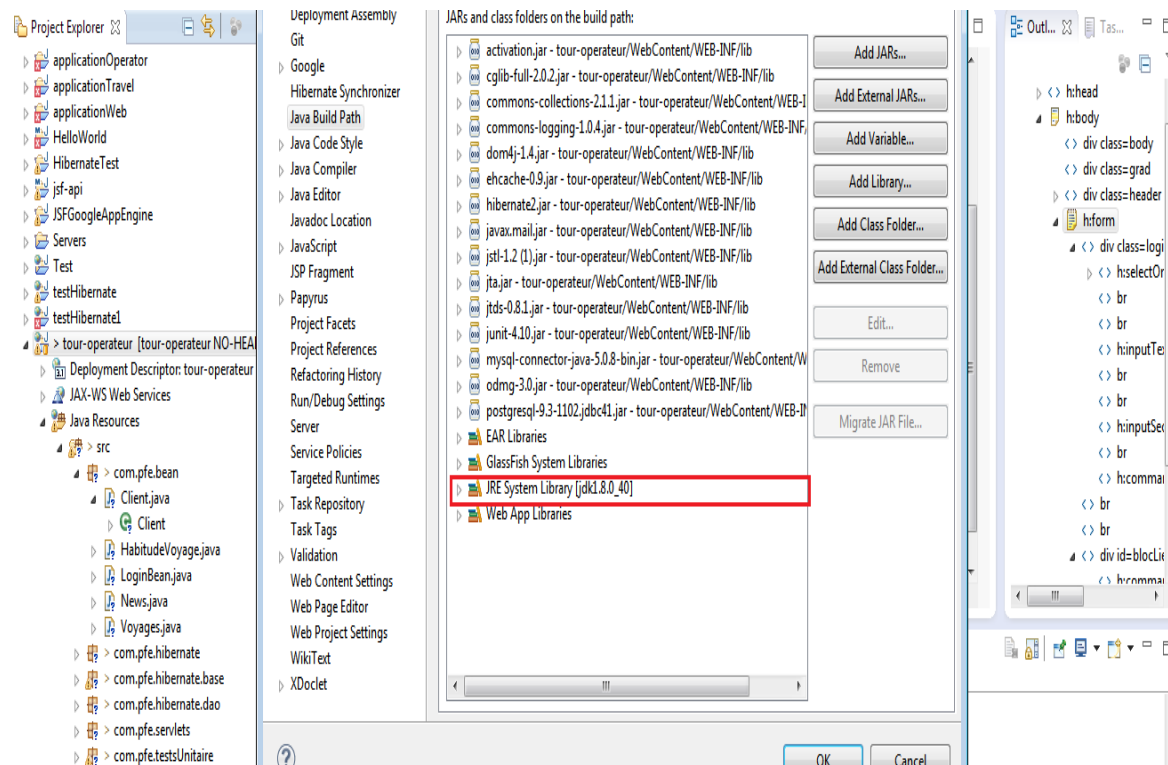 Project Explorer
applicationOperator
applicationTravel
applicationWeb
HelloWorld
HibernateTest
jsf-api
JSFGoogleAppEngine
Servers
Test
testHibernate
testHibernate1
> tour-operateur [tour-operateur NO-HEA
Deployment Descriptor: tour-operateur
JAX-WS Web Services
Java Resources
> src
> com.pfe.bean
Client.java
Client
HabitudeVoyage.java
LoginBean.java
News.java
Voyages.java
> com.pfe.hibernate
> com.pfe.hibernate.base
> com.pfe.hibernate.dao
> com.pfe.servlets
> com.pfe.testsUnitaire
Deployment Assembly
Git
Google
Hibernate Synchronizer
Java Build Path
Java Code Style
Java Compiler
Java Editor
Javadoc Location
JavaScript
JSP Fragment
Papyrus
Project Facets
Project References
Refactoring History
Run/Debug Settings
Server
Service Policies
Targeted Runtimes
Task Repository
Task Tags
Validation
Web Content Settings
Web Page Editor
Web Project Settings
WikiText
XDoclet
JARs and class folders on the build path:
activation.jar - tour-operateur/WebContent/WEB-INF/lib
cglib-full-2.0.2.jar - tour-operateur/WebContent/WEB-INF/lib
commons-collections-2.1.1.jar - tour-operateur/WebContent/WEB-I
commons-logging-1.0.4.jar - tour-operateur/WebContent/WEB-INF,
dom4j-1.4.jar - tour-operateur/WebContent/WEB-INF/lib
ehcache-0.9.jar - tour-operateur/WebContent/WEB-INF/lib
hibernate2.jar - tour-operateur/WebContent/WEB-INF/lib
javax.mail.jar - tour-operateur/WebContent/WEB-INF/lib
jstl-1.2 (1).jar - tour-operateur/WebContent/WEB-INF/lib
jta.jar - tour-operateur/WebContent/WEB-INF/lib
jtds-0.8.1.jar - tour-operateur/WebContent/WEB-INF/lib
junit-4.10.jar - tour-operateur/WebContent/WEB-INF/lib
mysql-connector-java-5.0.8-bin.jar - tour-operateur/WebContent/W
odmg-3.0.jar - tour-operateur/WebContent/WEB-INF/lib
postgresql-9.3-1102.jdbc41.jar - tour-operateur/WebContent/WEB-I
EAR Libraries
GlassFish System Libraries
JRE System Library [jdk1.8.0_40]
Web App Libraries
Add JARs...
Add External JARs...
Add Variable...
Add Library...
Add Class Folder...
Add External Class Folder...
Edit...
Remove
Migrate JAR File...
OK
Cancel
Outl...
Tas...
h:head
h:body
div class=body
div class=grad
div class=header
h:form
div class=logi
h:selectOr
br
br
h:inputTe
br
br
h:inputSec
br
h:commai
br
br
div id=blocLie
h:commai